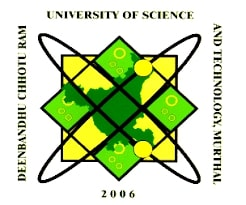 DEENBANDHU CHHOTU RAM
UNIVERSITY OF SCIENCE
AND TECHNOLOGY, MURTHAL
2006